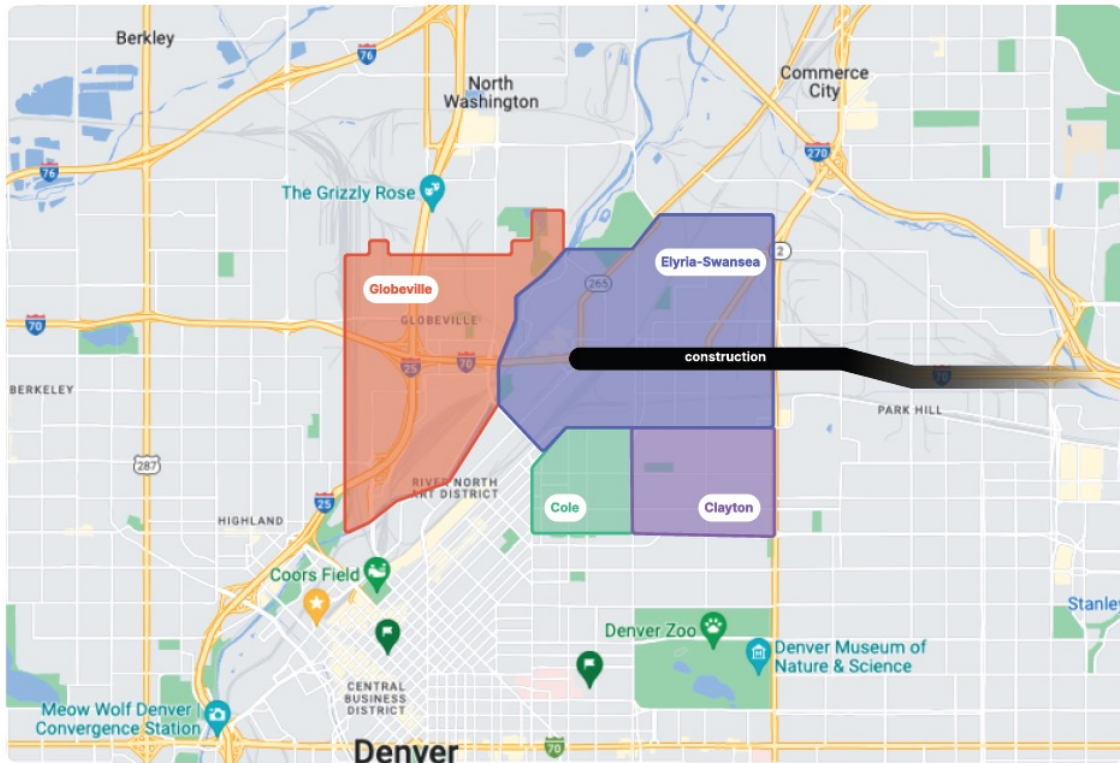 Berkley
76
North
Washington
Commerce
City
270
76
The Grizzly Rose
Elyria-Swansea
2
Globeville
265
GLOBEVILLE
70
construction
25
70
70
BERKELEY
PARK HILL
287
RIVER NORTH
ART DISTRICT
25
Cole
Clayton
HIGHLAND
Coors Field
Stanley
Denver Zoo
Denver Museum of
Nature & Science
CENTRAL
BUSINESS
DISTRICT
Meow Wolf Denver |
Convergence Station
Denver
70